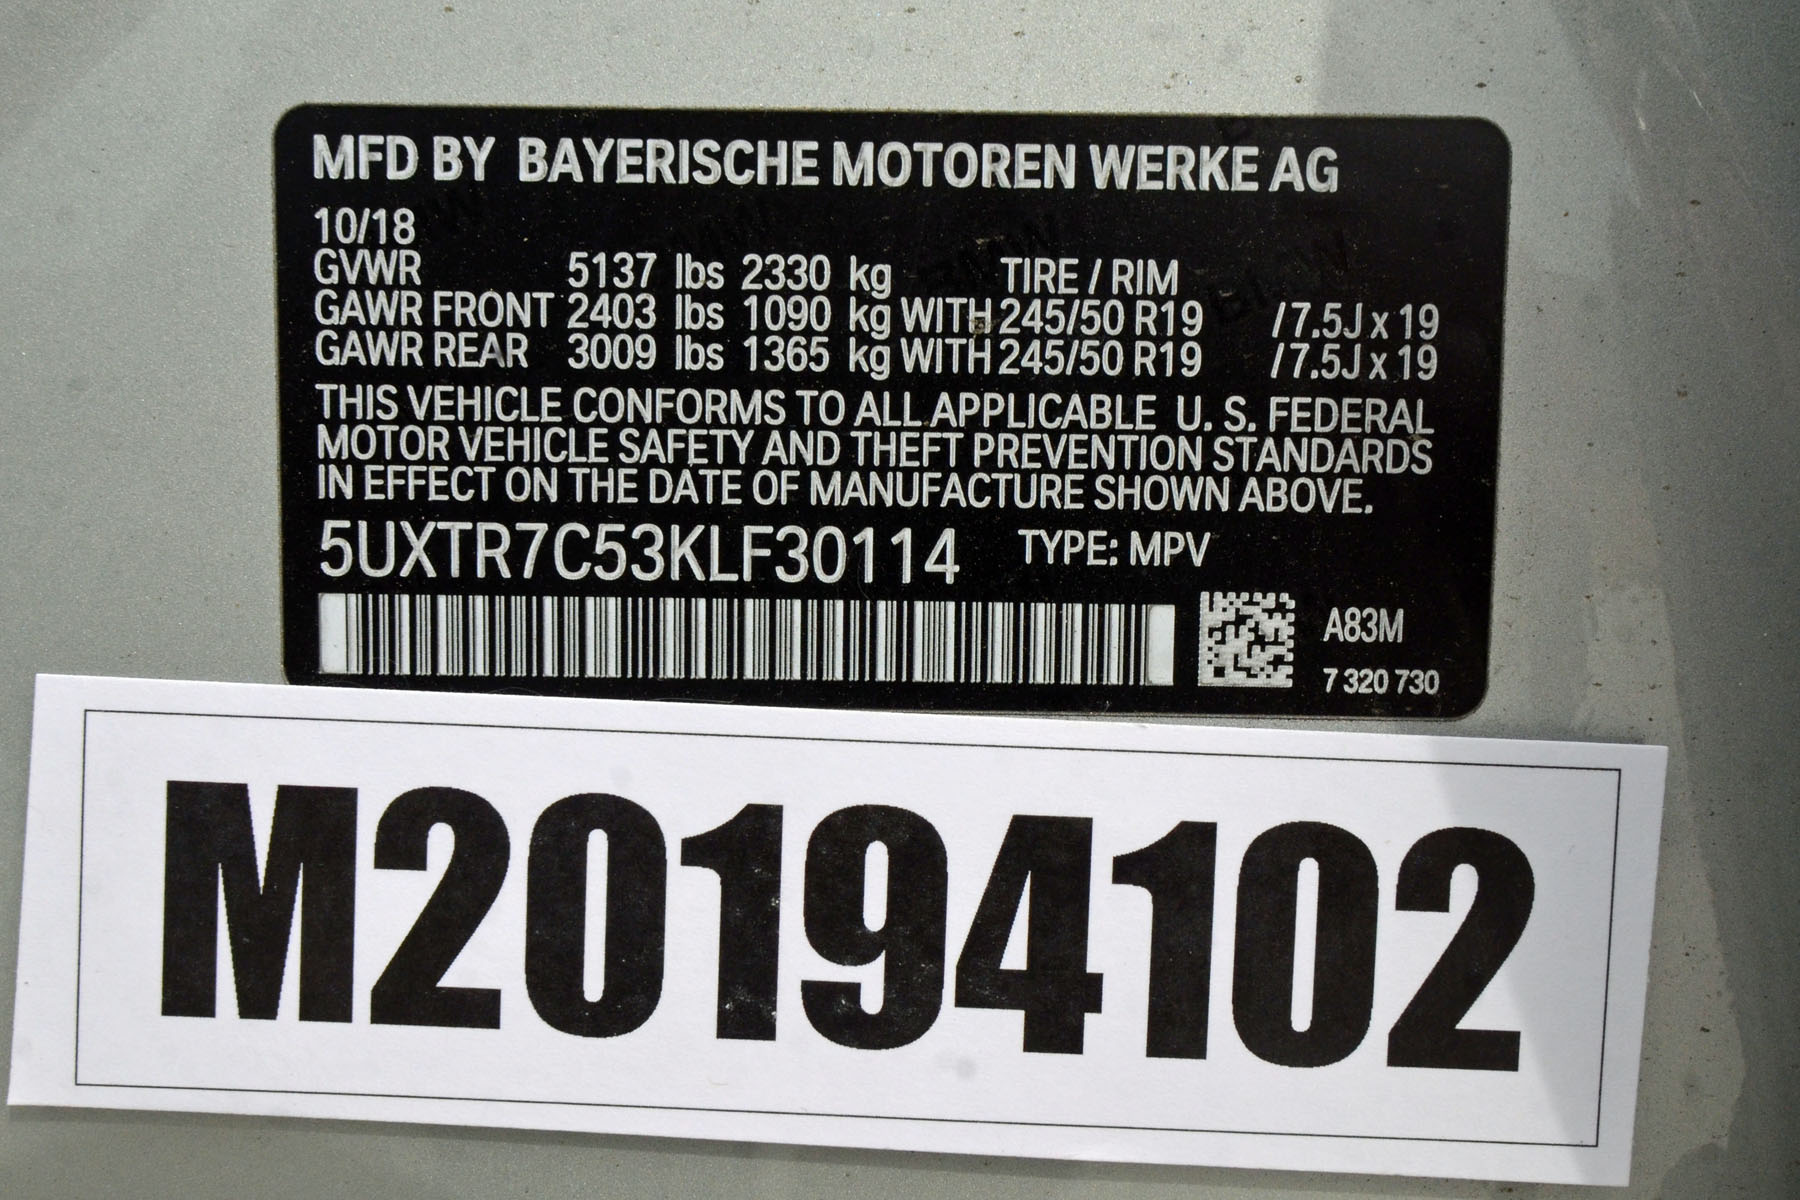 MFD BY BAYERISCHE MOTOREN WERKE AG
10/18
GVWR 5137 lbs 2330 kg TIRE / RIM
GAWR FRONT 2403 lbs 1090 kg WITH 245/50 R19 / 7.5J x 19
GAWR REAR 3009 lbs 1365 kg WITH 245/50 R19 / 7.5J x 19
THIS VEHICLE CONFORMS TO ALL APPLICABLE U. S. FEDERAL
MOTOR VEHICLE SAFETY AND THEFT PREVENTION STANDARDS
IN EFFECT ON THE DATE OF MANUFACTURE SHOWN ABOVE.
5UXTR7C53KLF30114 TYPE: MPV
A83M
7 320 730
M20194102